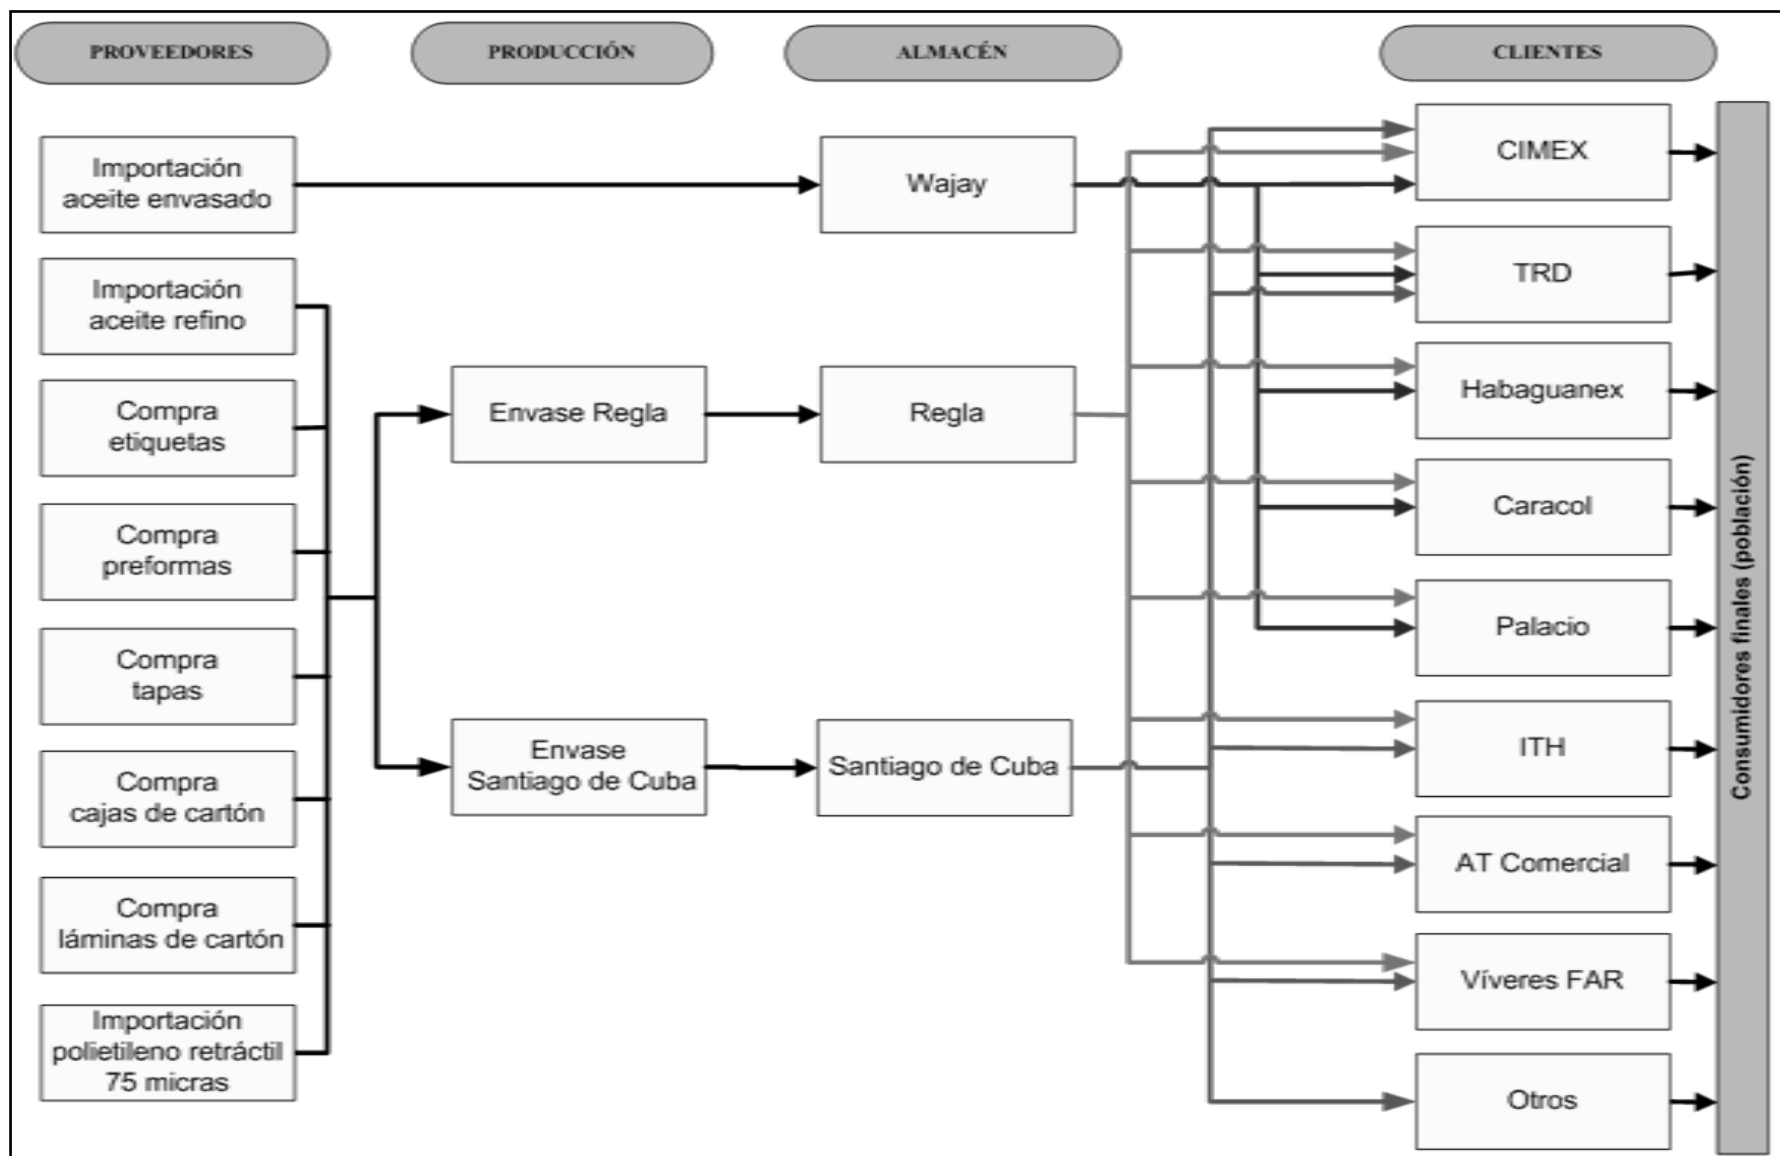 PROVEEDORES
PRODUCCIÓN
ALMACÉN
CLIENTES
Importación
aceite envasado
Importación
aceite refino
Compra
etiquetas
Compra
preformas
Compra
tapas
Compra
cajas de cartón
Compra
láminas de cartón
Importación
polietileno retráctil
75 micras
Envase Regla
Envase
Santiago de Cuba
Wajay
Regla
Santiago de Cuba
CIMEX
TRD
Habaguanex
Caracol
Palacio
ITH
AT Comercial
Víveres FAR
Otros
Consumidores finales (población)